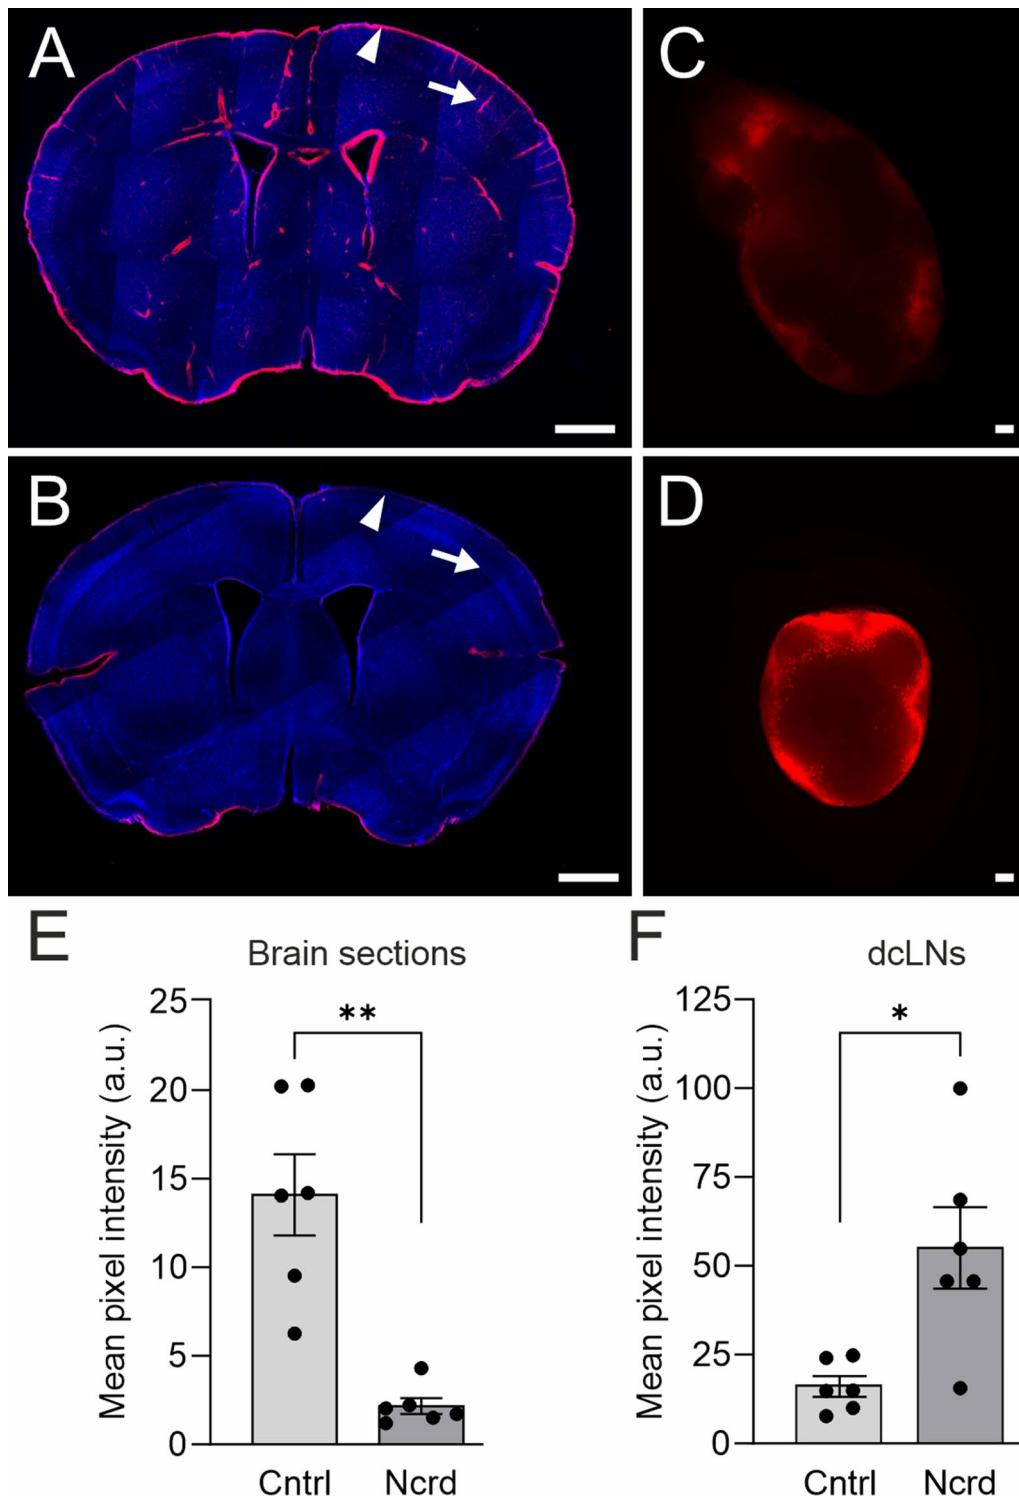 A
C
B
D
E
Brain sections
Mean pixel intensity (a.u.)
25
20
15
10
5
0
**
Cntrl
Ncrd
F
dcLNs
Mean pixel intensity (a.u.)
125
100
75
50
25
0
*
Cntrl
Ncrd